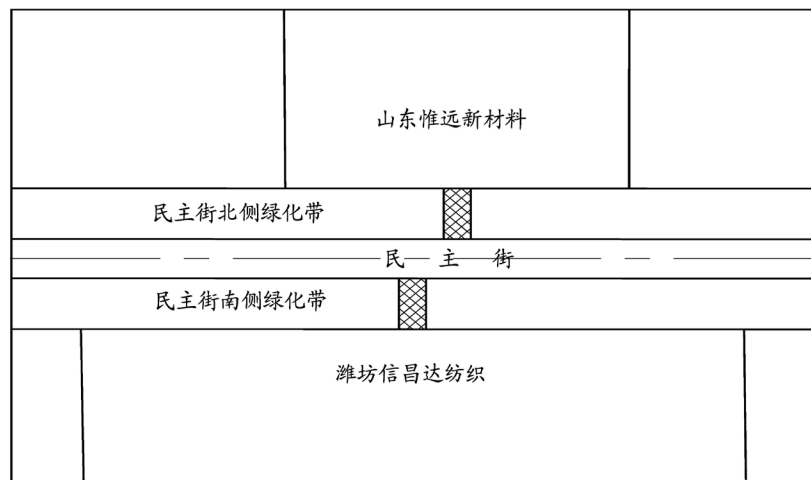 山东惟远新材料
民主街北侧绿化带
民主街
民主街南侧绿化带
潍坊信昌达纺织